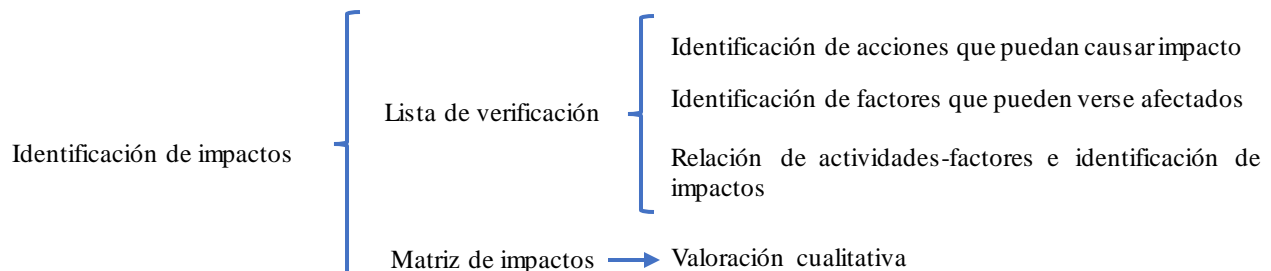 Identificación de impactos
Lista de verificación
Identificación de acciones que puedan causar impacto
Identificación de factores que pueden verse afectados
Relación de actividades-factores e identificación de
impactos
Matriz de impactos
Valoración cualitativa